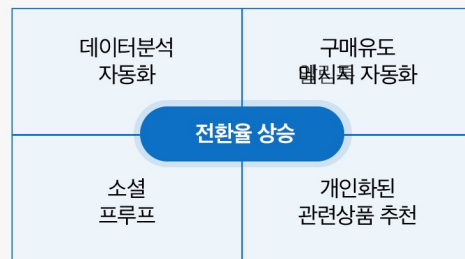 데이터분석
자동화
구매유도
자동화
전환율 상승
소셜
프루프
개인화된
관련상품 추천